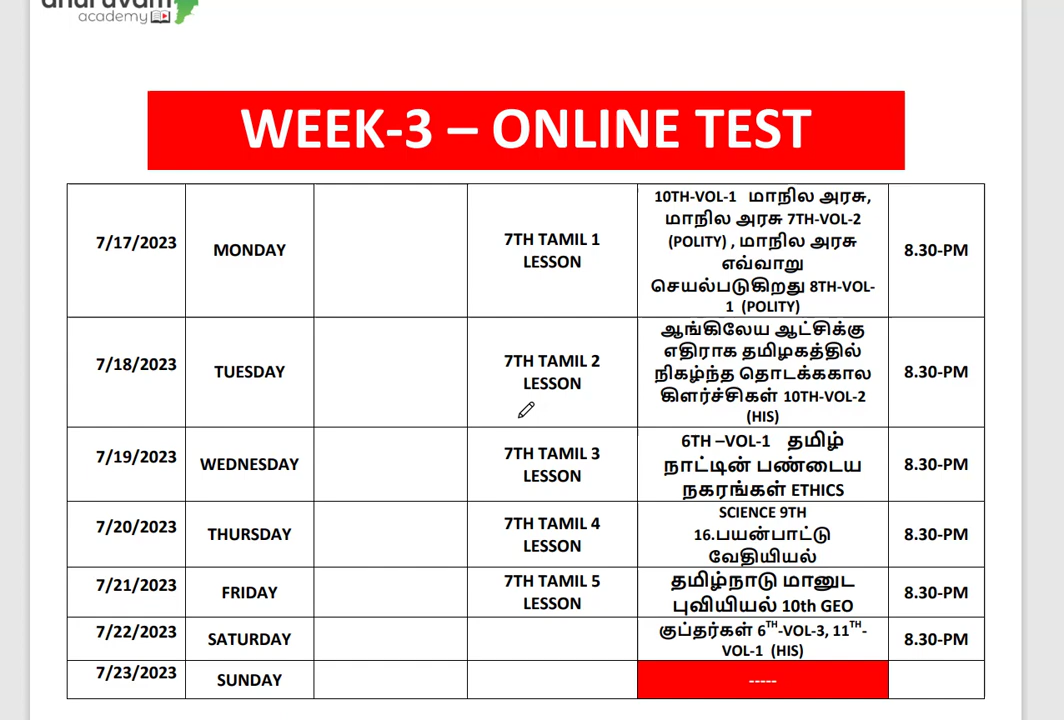 academy
WEEK-3 – ONLINE TEST
7/17/2023
MONDAY
7TH TAMIL 1
LESSON
10TH-VOL-1 மாநில அரசு,
மாநில அரசு 7TH-VOL-2
(POLITY) , மாநில அரசு
எவ்வாறு
செயல்படுகிறது 8TH-VOL-
1 (POLITY)
8.30-PM
7/18/2023
TUESDAY
7TH TAMIL 2
LESSON
ஆங்கிலேய ஆட்சிக்கு
எதிராக தமிழகத்தில்
நிகழ்ந்த தொடக்ககால
கிளர்ச்சிகள் 10TH-VOL-2
(HIS)
8.30-PM
7/19/2023
WEDNESDAY
7TH TAMIL 3
LESSON
6TH –VOL-1 தமிழ்
நாட்டின் பண்டைய
நகரங்கள் ETHICS
8.30-PM
7/20/2023
THURSDAY
7TH TAMIL 4
LESSON
SCIENCE 9TH
16.பயன்பாட்டு
வேதியியல்
8.30-PM
7/21/2023
FRIDAY
7TH TAMIL 5
LESSON
தமிழ்நாடு மானுட
புவியியல் 10th GEO
8.30-PM
7/22/2023
SATURDAY
குப்தர்கள் 6TH-VOL-3, 11TH-
VOL-1 (HIS)
8.30-PM
7/23/2023
SUNDAY
-----